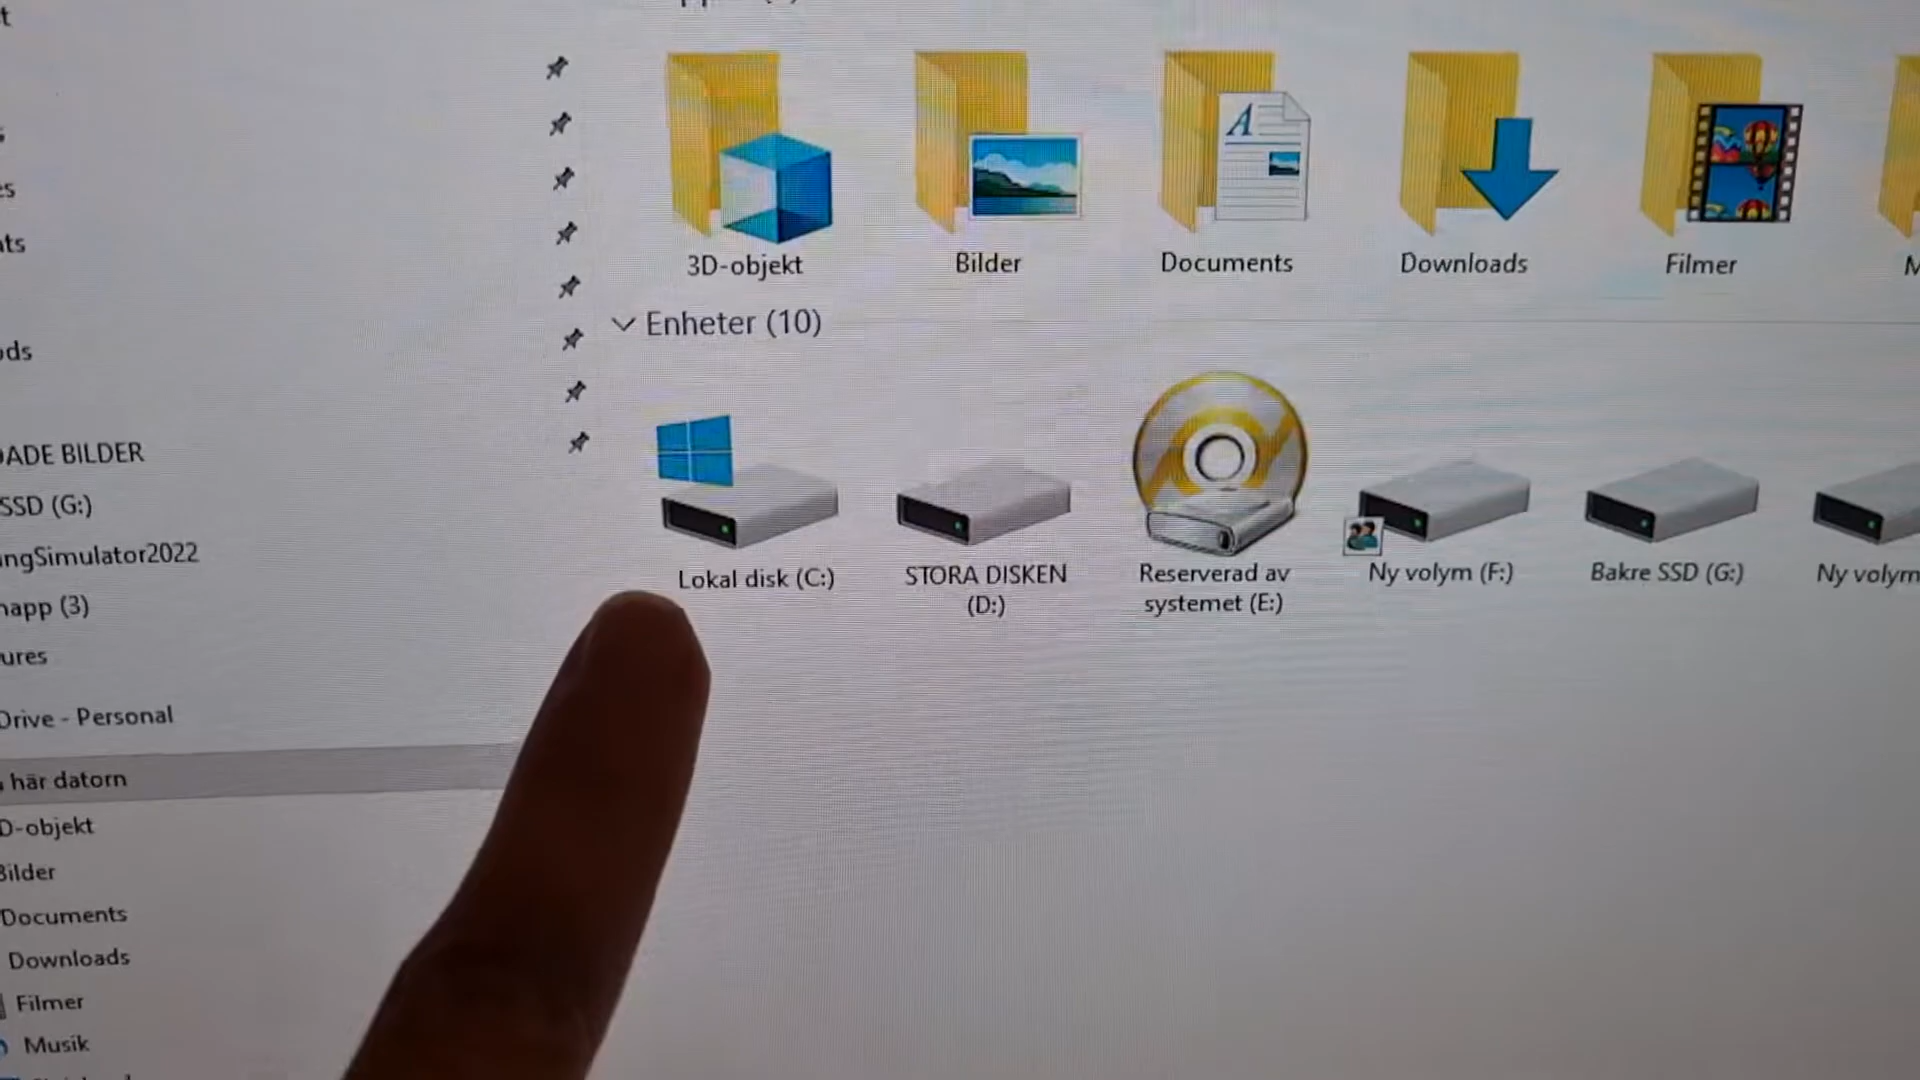 3D-objekt
Bilder
Documents
Downloads
Filmer
Enheter (10)
Lokal disk (C:)
STORA DISKEN
(D:)
Reserverad av
systemet (E:)
Ny volym (F:)
Bakre SSD (G:)
Ny volym
ADE BILDER
SSD (G:)
ngSimulator2022
napp (3)
ures
Drive - Personal
här datorn
D-objekt
Bilder
Documents
Downloads
Filmer
Musik